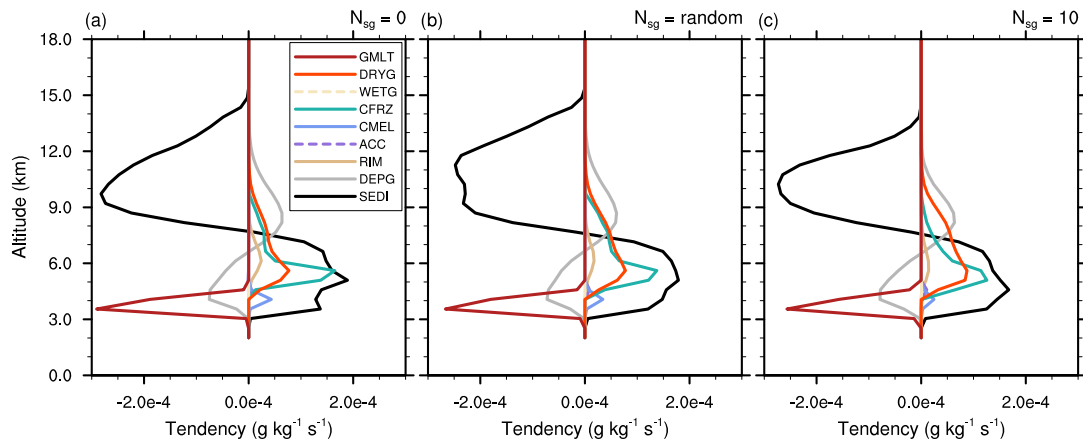 (a) N_sg = 0
(b) N_sg = random
(c) N_sg = 10
18.0
15.0
12.0
9.0
6.0
3.0
0.0
Altitude (km)
GMLT
DRYG
WETG
CFRZ
CMEL
ACC
RIM
DEPG
SEDI
-2.0e-4 0.0e-4 2.0e-4
-2.0e-4 0.0e-4 2.0e-4
-2.0e-4 0.0e-4 2.0e-4
Tendency (g kg⁻¹ s⁻¹)
Tendency (g kg⁻¹ s⁻¹)
Tendency (g kg⁻¹ s⁻¹)